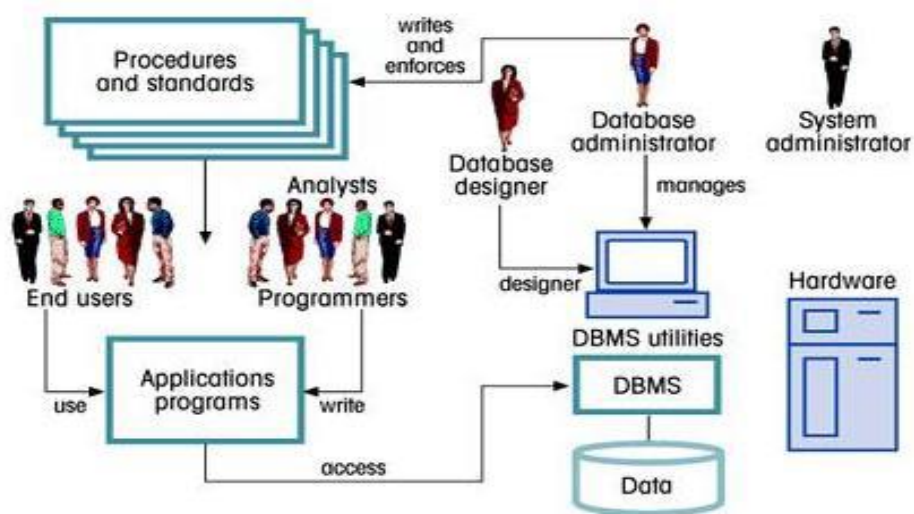 Procedures
and standards
writes
and
enforces
Database
designer
Database
administrator
System
administrator
manages
Analysts
End users
Programmers
designer
Hardware
DBMS utilities
use
Applications
programs
write
DBMS
access
Data